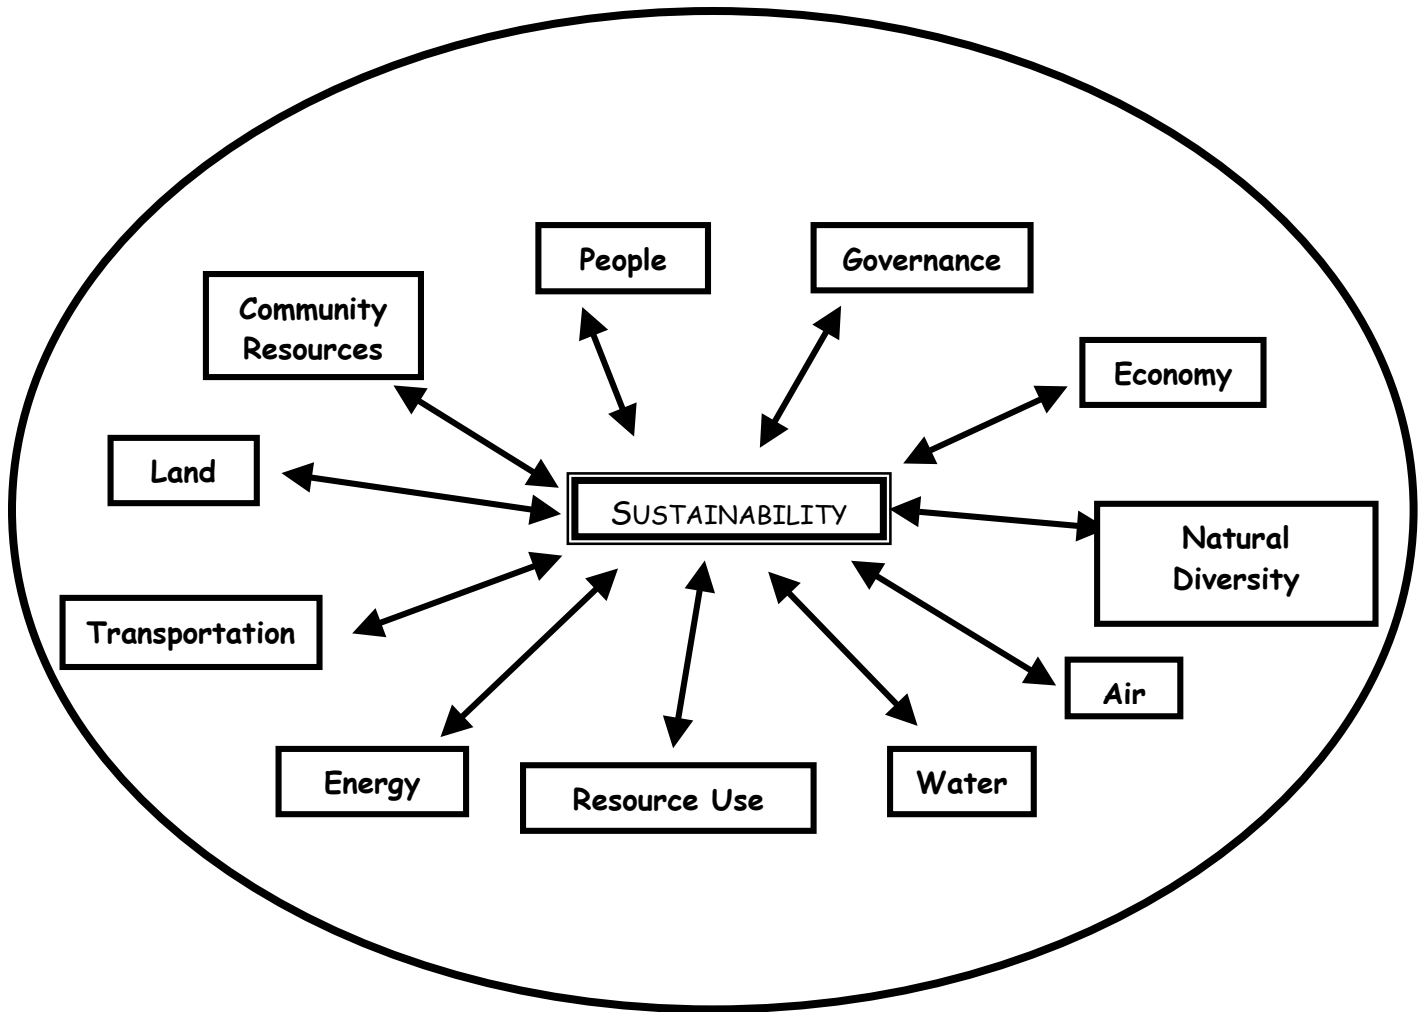 People
Governance
Community
Resources
Economy
Land
SUSTAINABILITY
Natural
Diversity
Transportation
Air
Energy
Resource Use
Water